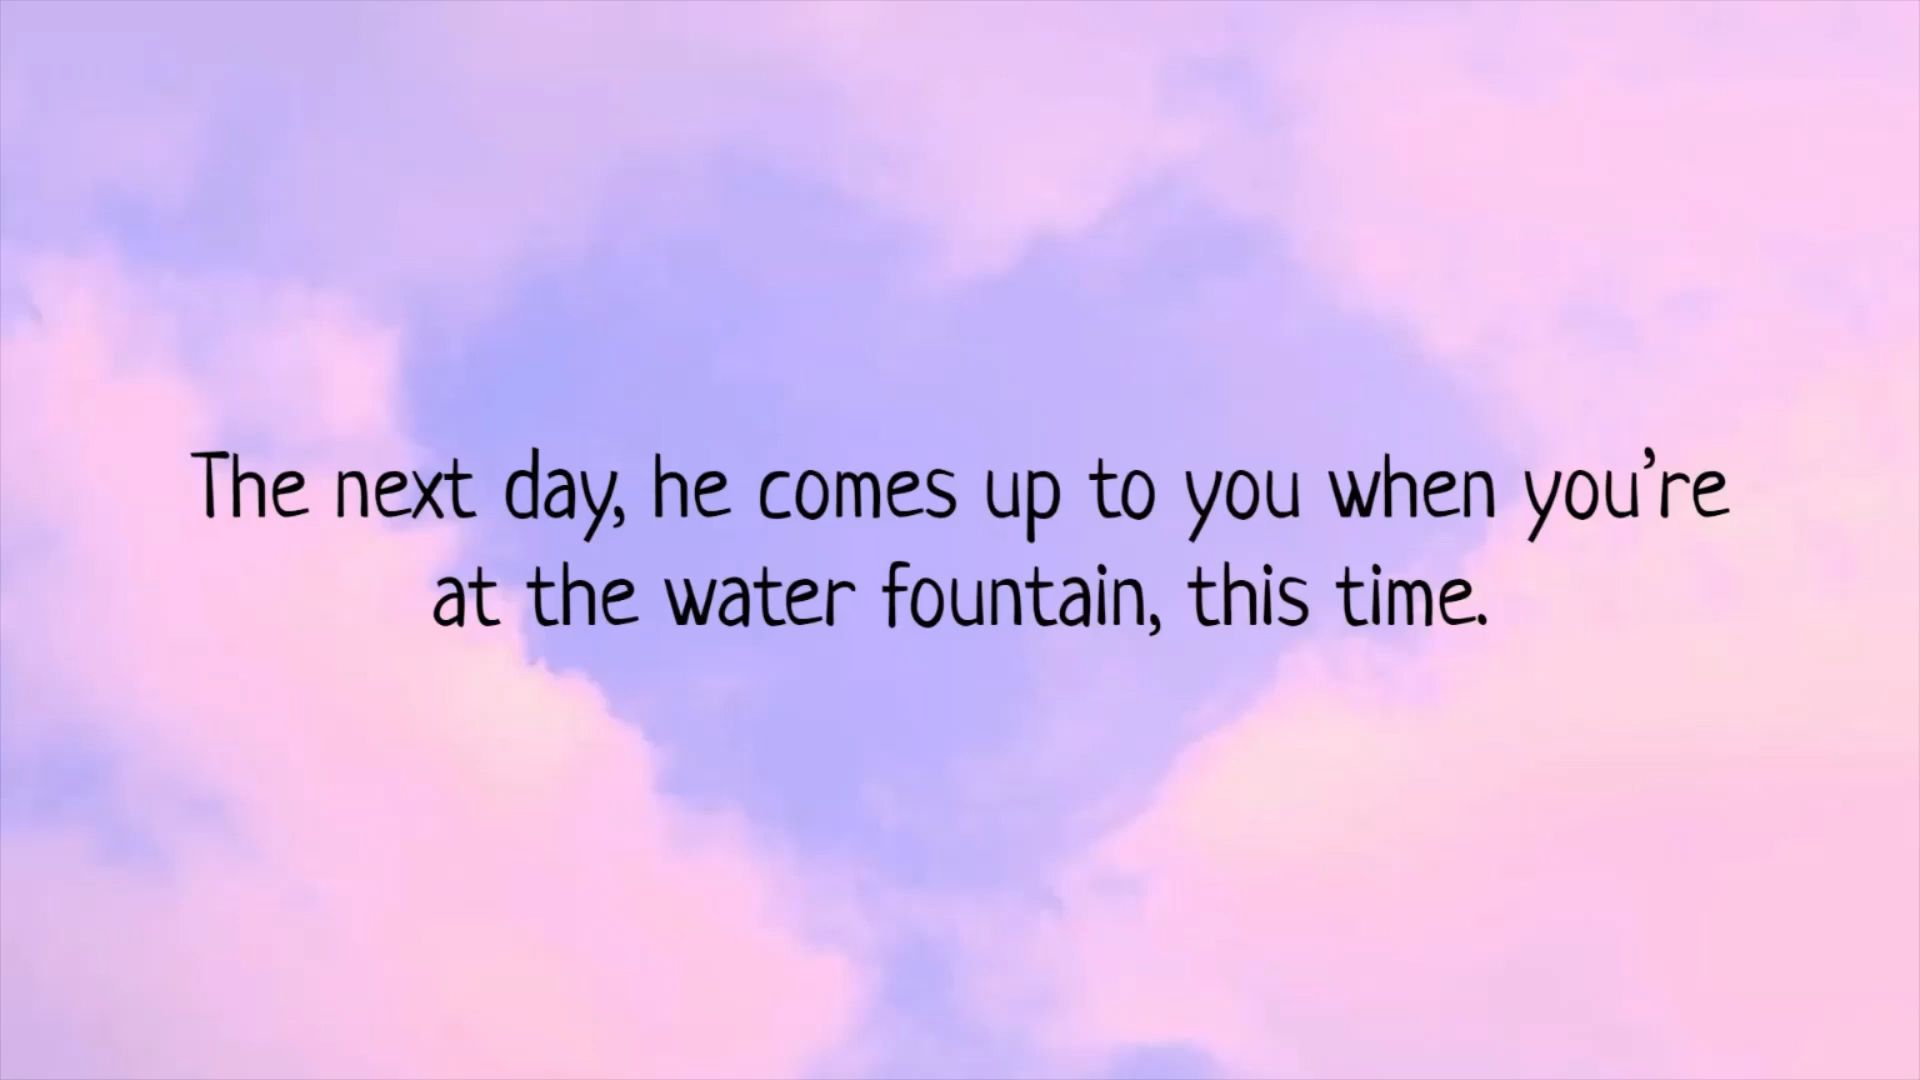 The next day, he comes up to you when you’re
at the water fountain, this time.